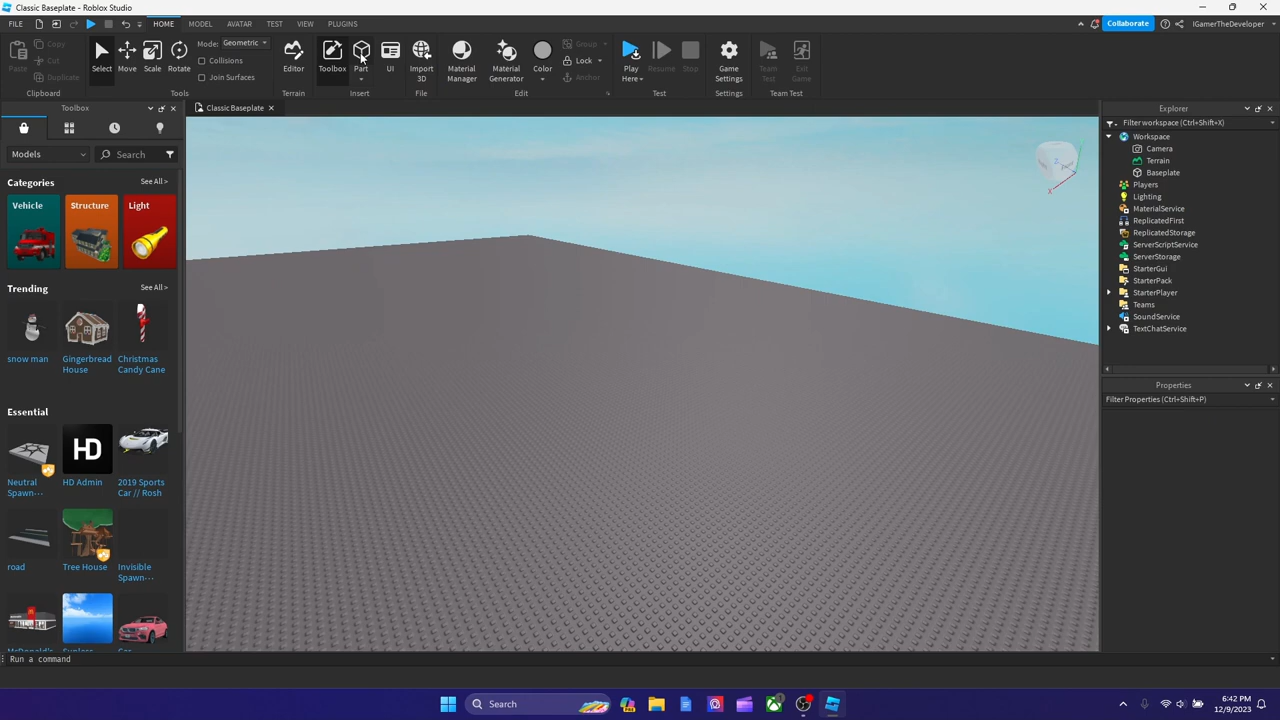 Classic Baseplate - Roblox Studio
FILE
HOME
MODEL
AVATAR
TEST
VIEW
PLUGINS
Collaborate
IGamerTheDeveloper
Paste
Copy
Cut
Duplicate
Clipboard
Select
Move
Scale
Rotate
Mode: Geometric
Collisions
Join Surfaces
Tools
Editor
Terrain
Toolbox
Part
UI
Insert
Import
3D
File
Material
Manager
Material
Generator
Color
Group
Lock
Anchor
Edit
Play
Here
Resume
Stop
Test
Game
Settings
Settings
Team
Test
Exit
Game
Team Test
Toolbox
Classic Baseplate
Models
Search
Categories
See All >
Vehicle
Structure
Light
Trending
See All >
snow man
Gingerbread
House
Christmas
Candy Cane
Essential
HD
Neutral
Spawn...
HD Admin
2019 Sports
Car // Rosh
road
Tree House
Invisible
Spawn...
Explorer
Filter workspace (Ctrl+Shift+X)
Workspace
Camera
Terrain
Baseplate
Players
Lighting
MaterialService
ReplicatedFirst
ReplicatedStorage
ServerScriptService
ServerStorage
StarterGui
StarterPack
StarterPlayer
Teams
SoundService
TextChatService
Properties
Filter Properties (Ctrl+Shift+P)
X
Z
Run a command
Search
6:42 PM
12/9/2023